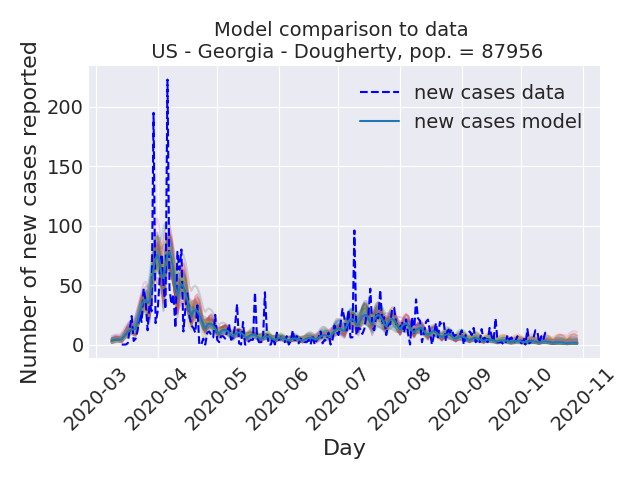 Model comparison to data
US - Georgia - Dougherty, pop. = 87956
Number of new cases reported
200
150
100
50
0
new cases data
new cases model
2020-03
2020-04
2020-05
2020-06
2020-07
2020-08
2020-09
2020-10
2020-11
Day